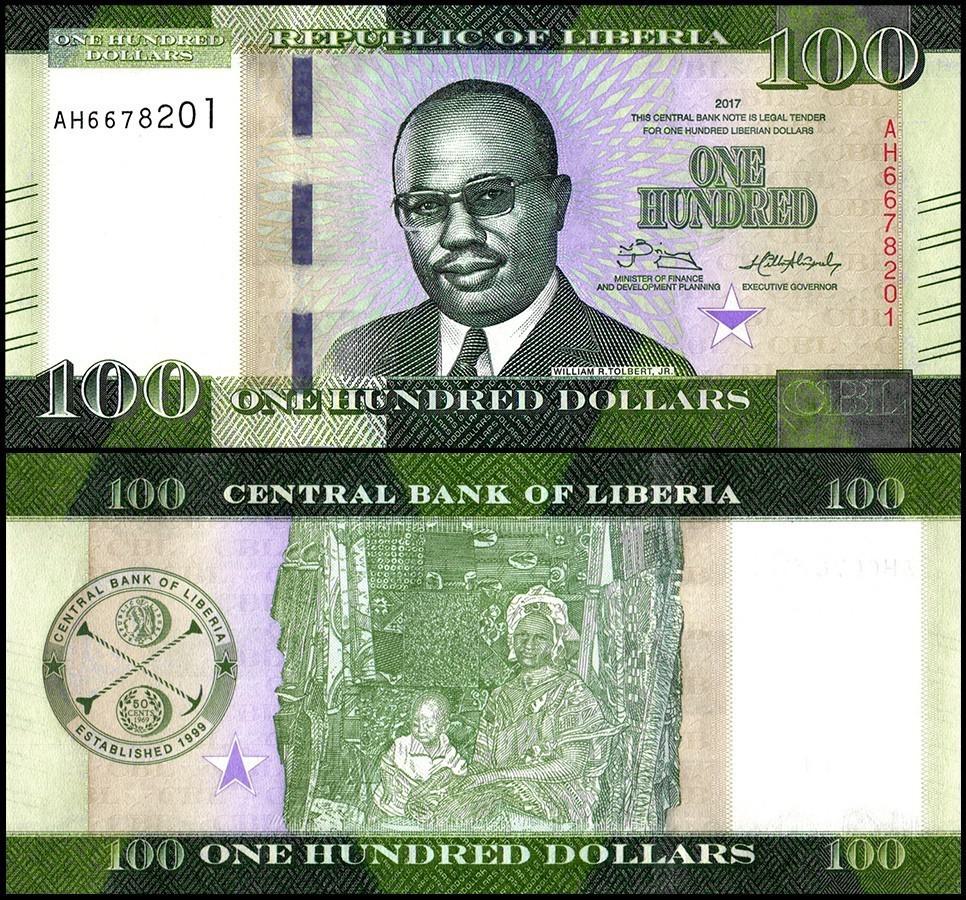 ONE HUNDRED
DOLLARS
REPUBLIC OF LIBERIA
100
AH6678201
2017
THIS CENTRAL BANK NOTE IS LEGAL TENDER
FOR ONE HUNDRED LIBERIAN DOLLARS
ONE
HUNDRED
AH6678201
MINISTER OF FINANCE
AND DEVELOPMENT PLANNING
EXECUTIVE GOVERNOR
WILLIAM R. TOLBERT, JR.
100
ONE HUNDRED DOLLARS
CBL
100
CENTRAL BANK OF LIBERIA
100
CENTRAL BANK OF LIBERIA
50
CENTS
1969
ESTABLISHED 1999
100
ONE HUNDRED DOLLARS
100